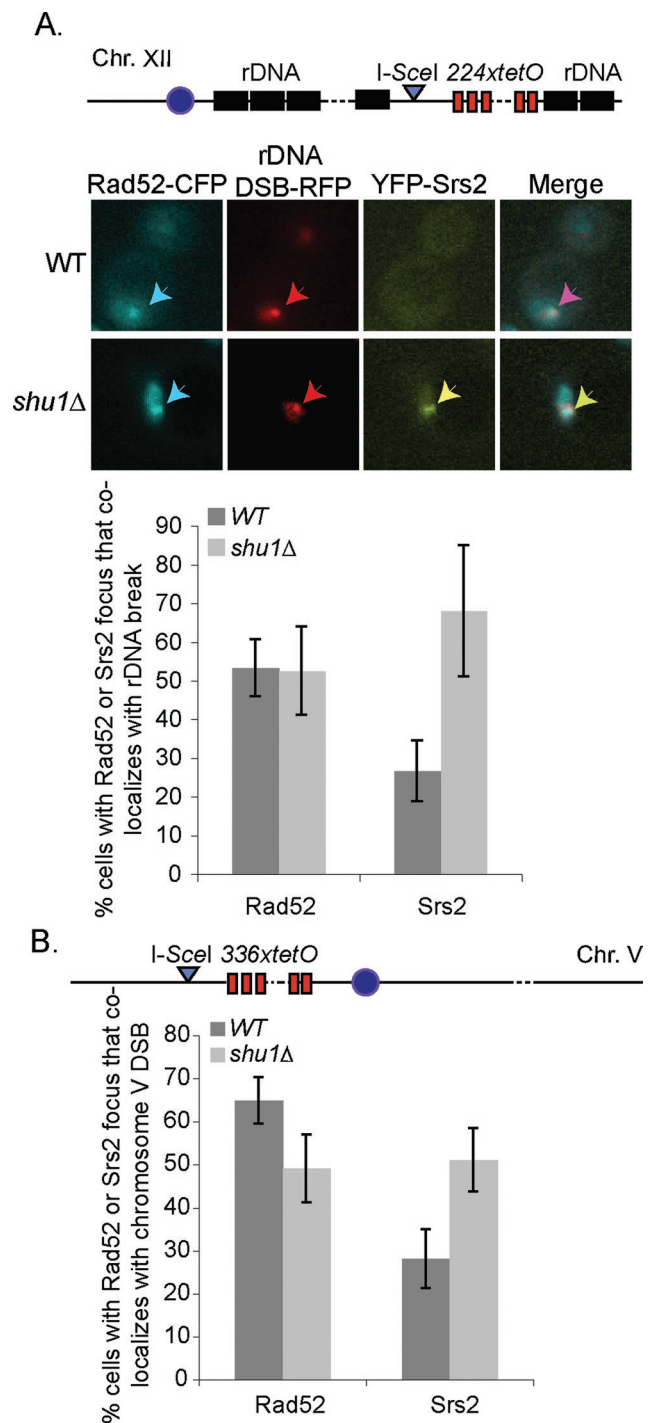 A.
Chr. XII
rDNA
I-SceI 224xtetO
rDNA
Rad52-CFP
rDNA
DSB-RFP
YFP-Srs2
Merge
WT
shu1Δ
% cells with Rad52 or Srs2 focus that co-
localizes with rDNA break
WT
shu1Δ
90
80
70
60
50
40
30
20
10
0
Rad52
Srs2
B.
I-SceI 336xtetO
Chr. V
% cells with Rad52 or Srs2 focus that co-
localizes with chromosome V DSB
WT
shu1Δ
80
70
60
50
40
30
20
10
0
Rad52
Srs2